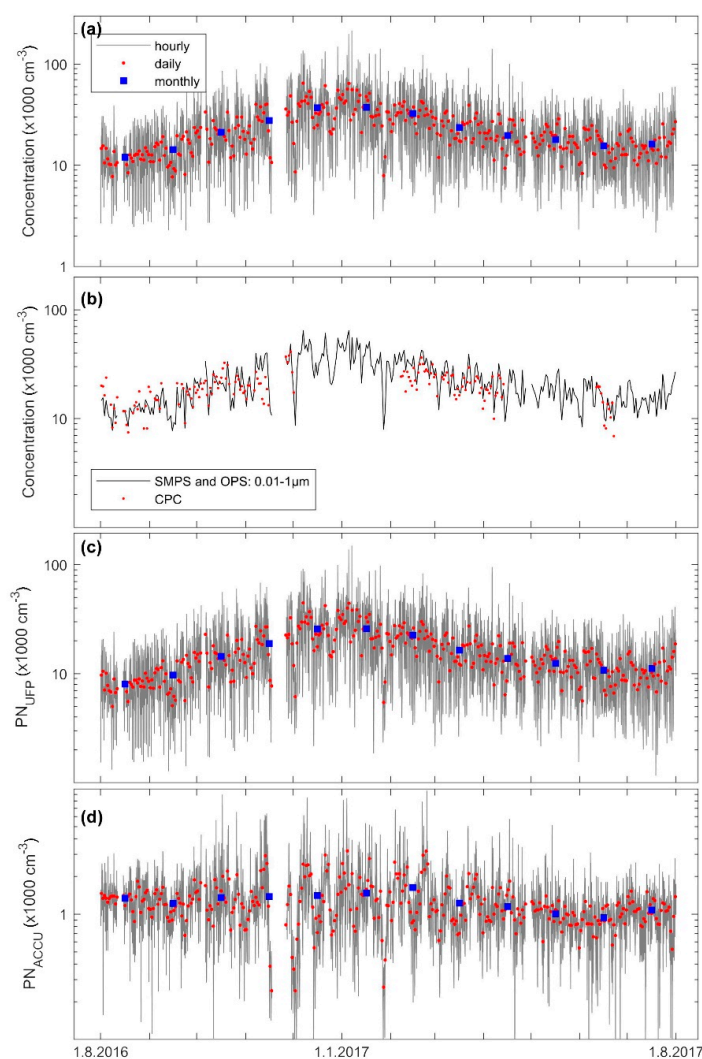 (a)
hourly
daily
monthly
100
10
1
Concentration (x1000 cm⁻³)
(b)
100
10
Concentration (x1000 cm⁻³)
SMPS and OPS: 0.01-1µm
CPC
(c)
100
10
PN_UFP (x1000 cm⁻³)
(d)
1
PN_ACCU (x1000 cm⁻³)
1.8.2016 1.1.2017 1.8.2017